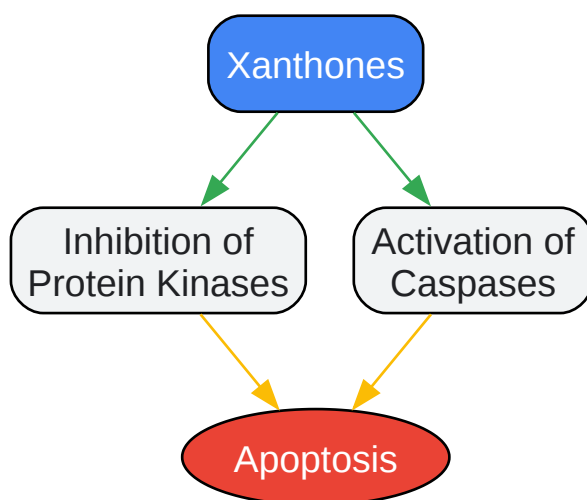 Xanthones
Inhibition of
Protein Kinases
Activation of
Caspases
Apoptosis